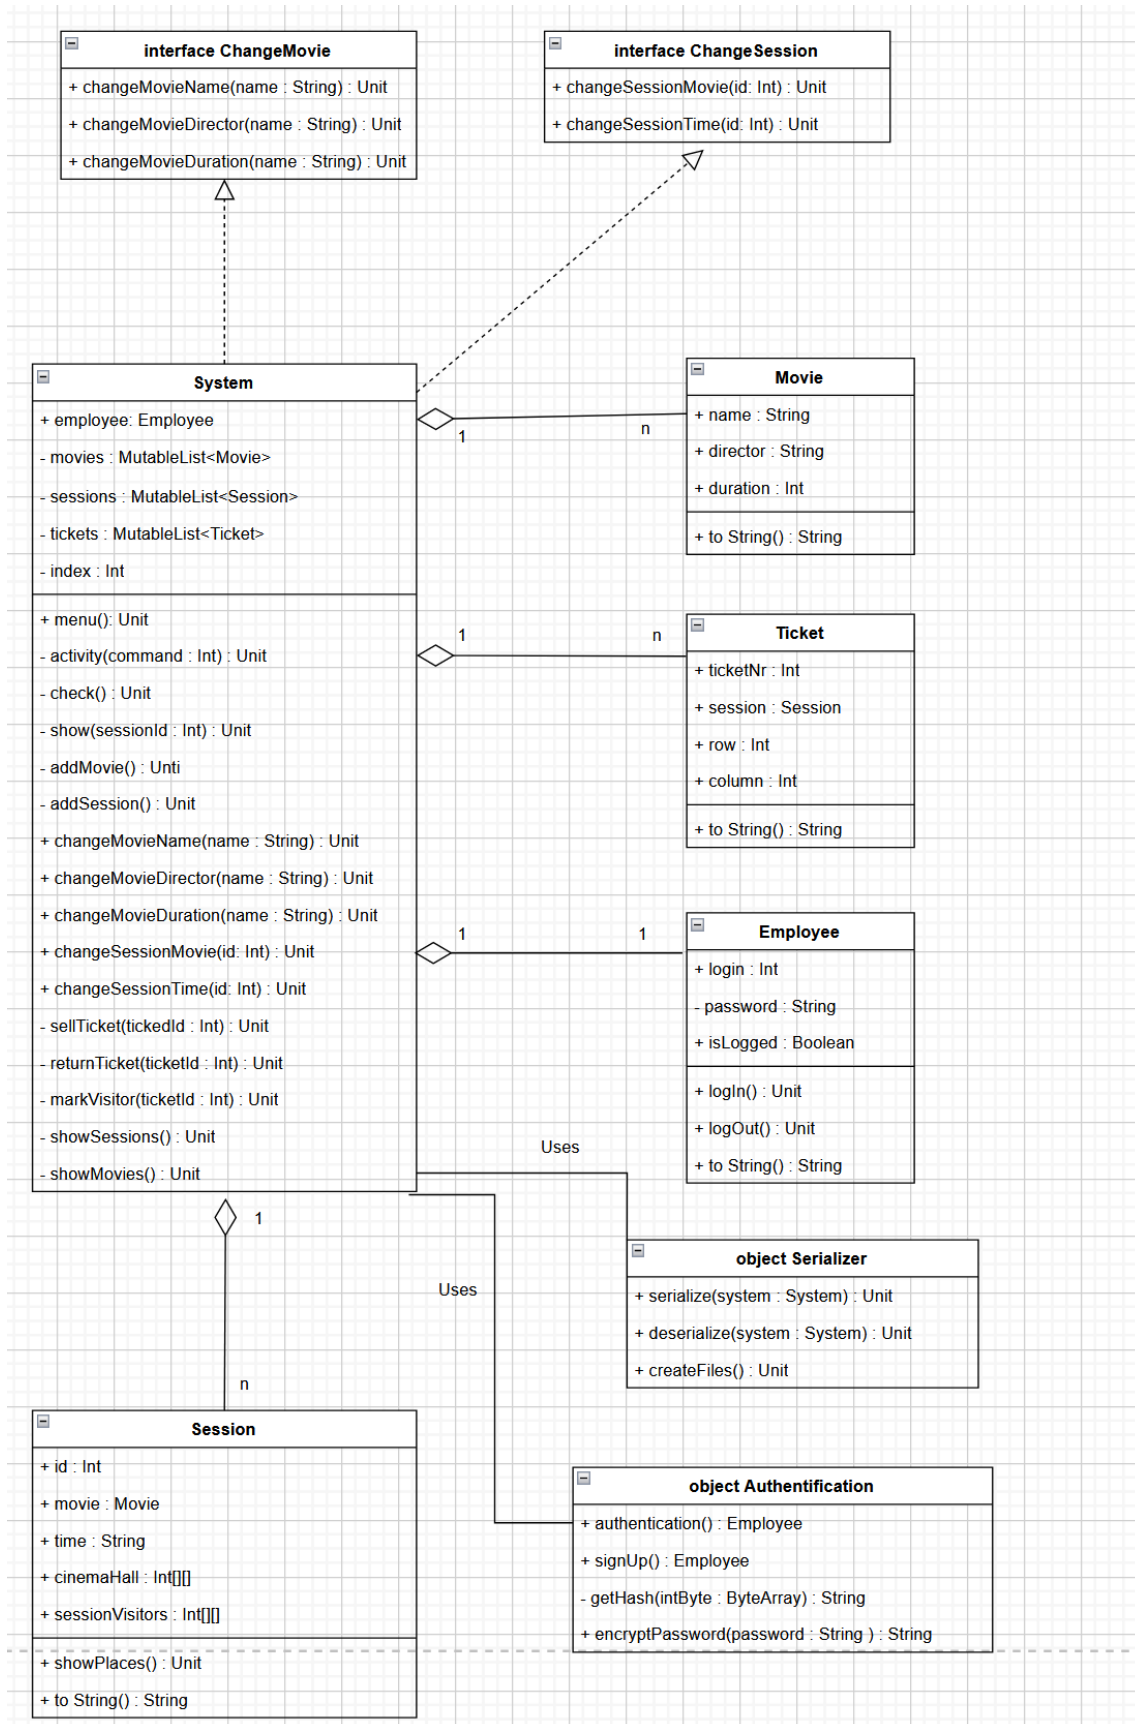 interface ChangeMovie
+ changeMovieName(name : String) : Unit
+ changeMovieDirector(name : String) : Unit
+ changeMovieDuration(name : String) : Unit
interface ChangeSession
+ changeSessionMovie(id: Int) : Unit
+ changeSessionTime(id: Int) : Unit
System
+ employee: Employee
- movies : MutableList<Movie>
- sessions : MutableList<Session>
- tickets : MutableList<Ticket>
- index : Int
+ menu(): Unit
- activity(command : Int) : Unit
- check() : Unit
- show(sessionId : Int) : Unit
- addMovie() : Unti
- addSession() : Unit
+ changeMovieName(name : String) : Unit
+ changeMovieDirector(name : String) : Unit
+ changeMovieDuration(name : String) : Unit
+ changeSessionMovie(id: Int) : Unit
+ changeSessionTime(id: Int) : Unit
- sellTicket(tickedId : Int) : Unit
- returnTicket(ticketId : Int) : Unit
- markVisitor(ticketId : Int) : Unit
- showSessions() : Unit
- showMovies() : Unit
1
n
Movie
+ name : String
+ director : String
+ duration : Int
+ to String() : String
1
n
Ticket
+ ticketNr : Int
+ session : Session
+ row : Int
+ column : Int
+ to String() : String
1
1
Employee
+ login : Int
- password : String
+ isLogged : Boolean
+ logIn() : Unit
+ logOut() : Unit
+ to String() : String
Uses
object Serializer
+ serialize(system : System) : Unit
+ deserialize(system : System) : Unit
+ createFiles() : Unit
Uses
1
n
Session
+ id : Int
+ movie : Movie
+ time : String
+ cinemaHall : Int[][]
+ sessionVisitors : Int[][]
+ showPlaces() : Unit
+ to String() : String
object Authentification
+ authentication() : Employee
+ signUp() : Employee
- getHash(intByte : ByteArray) : String
+ encryptPassword(password : String ) : String